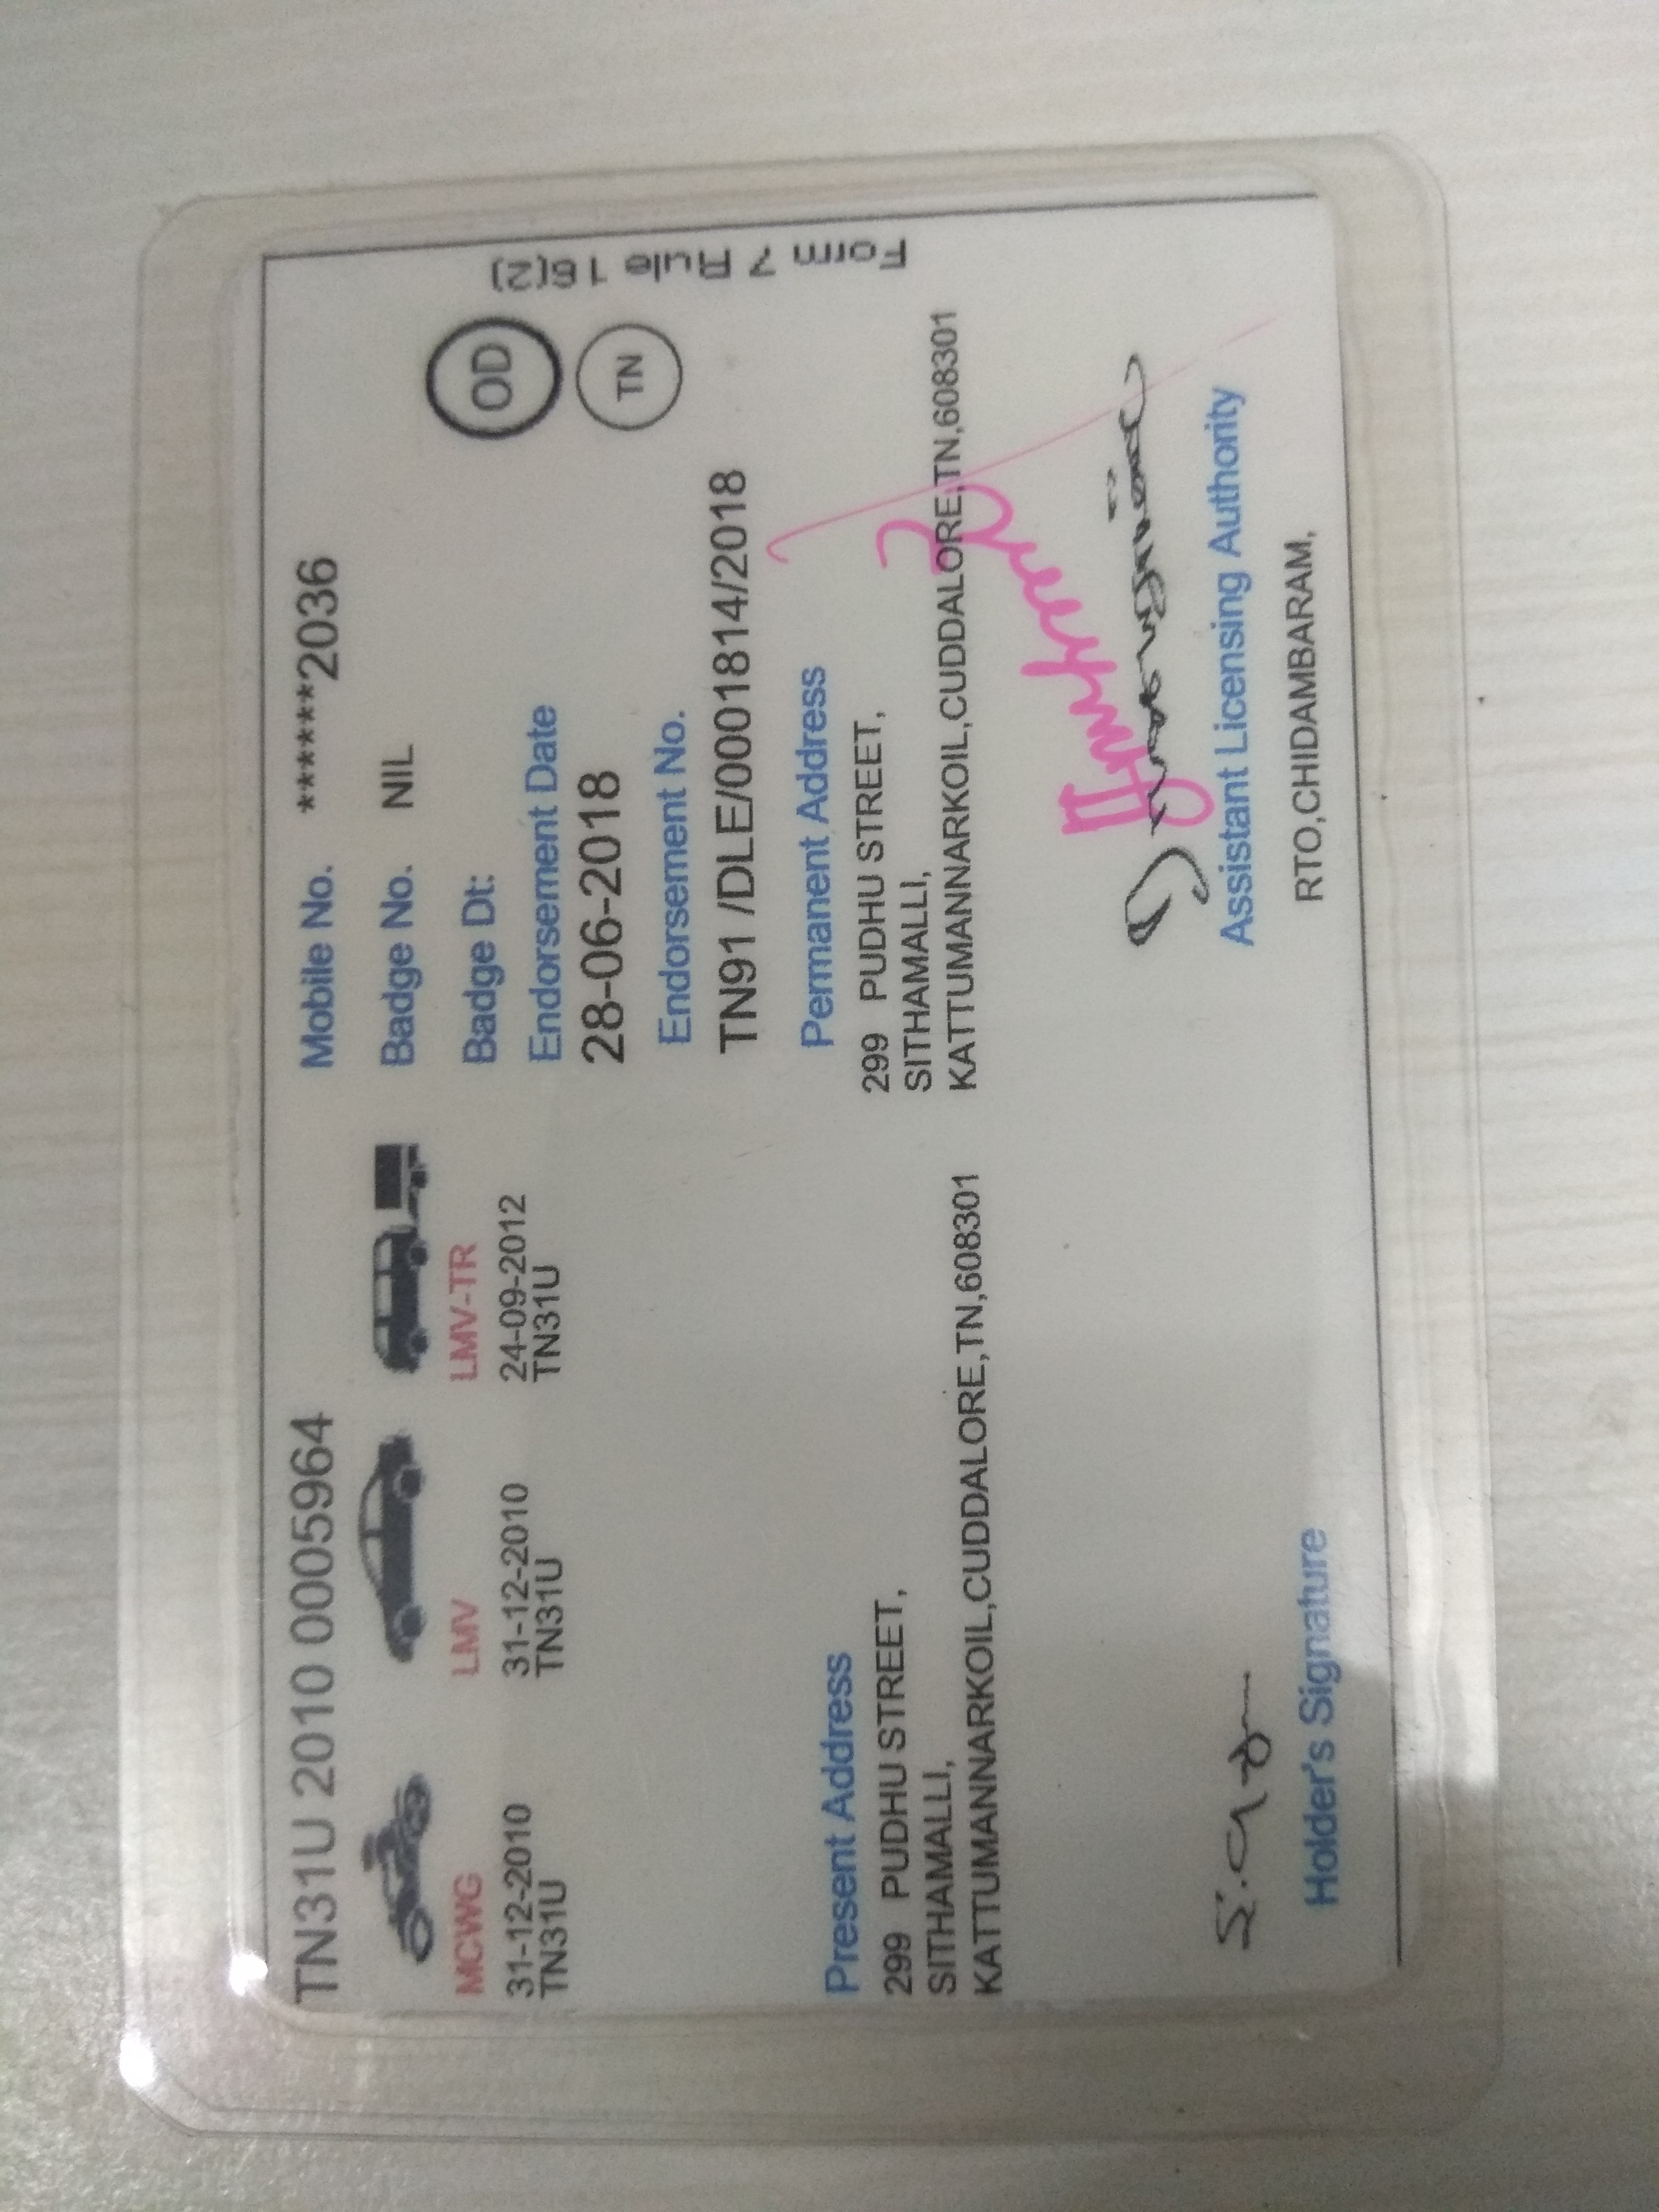 TN31U 2010 0005964
MCWG
31-12-2010
TN31U
LMV
31-12-2010
TN31U
LMV-TR
24-09-2012
TN31U
Mobile No. ******2036
Badge No. NIL
Badge Dt:
Endorsement Date
28-06-2018
Endorsement No.
TN91 /DLE/0001814/2018
OD
TN
Form 7 Rule 16(2)
Present Address
299 PUDHU STREET,
SITHAMALLI,
KATTUMANNARKOIL,CUDDALORE,TN,608301
Permanent Address
299 PUDHU STREET,
SITHAMALLI,
KATTUMANNARKOIL,CUDDALORE,TN,608301
Holder's Signature
Assistant Licensing Authority
RTO,CHIDAMBARAM,